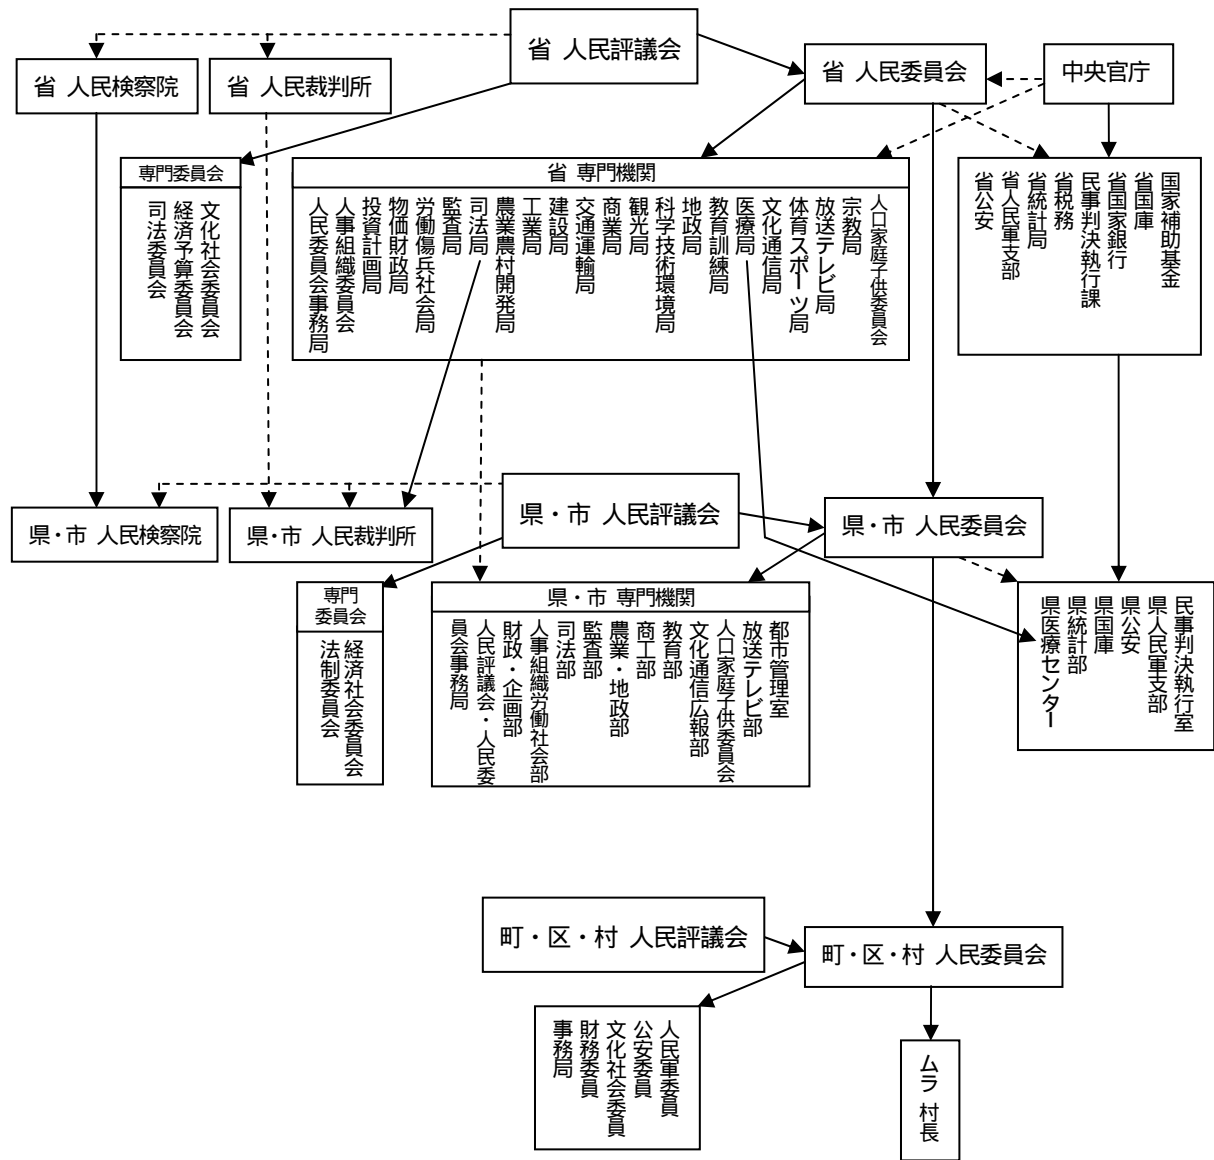 省 人民評議会
省 人民検察院
省 人民裁判所
省 人民委員会
中央官庁
専門委員会
司法委員会
経済予算委員会
文化社会委員会
省 専門機関
人民委員会事務局
人事組織委員会
投資計画局
物価財政局
労働傷兵社会局
監査局
司法局
農業農村開発局
工業局
建設局
交通運輸局
商業局
観光局
科学技術環境局
地政局
教育訓練局
医療局
文化通信局
体育スポーツ局
放送テレビ局
宗教局
人口家庭子供委員会
省公安
省人民軍支部
省統計局
省税務
民事判決執行課
省国家銀行
省国庫
国家補助基金
県・市 人民検察院
県・市 人民裁判所
県・市 人民評議会
県・市 人民委員会
専門
委員会
法制委員会
経済社会委員会
県・市 専門機関
人民評議会・人民委
員会事務局
財政・企画部
人事組織労働社会部
司法部
監査部
農業・地政部
商工部
教育部
文化通信広報部
人口家庭子供委員会
放送テレビ部
都市管理室
県医療センター
県統計部
県国庫
県公安
県人民軍支部
民事判決執行室
町・区・村 人民評議会
町・区・村 人民委員会
事務局
財務委員
文化社会委員
公安委員
人民軍委員
ムラ 村長